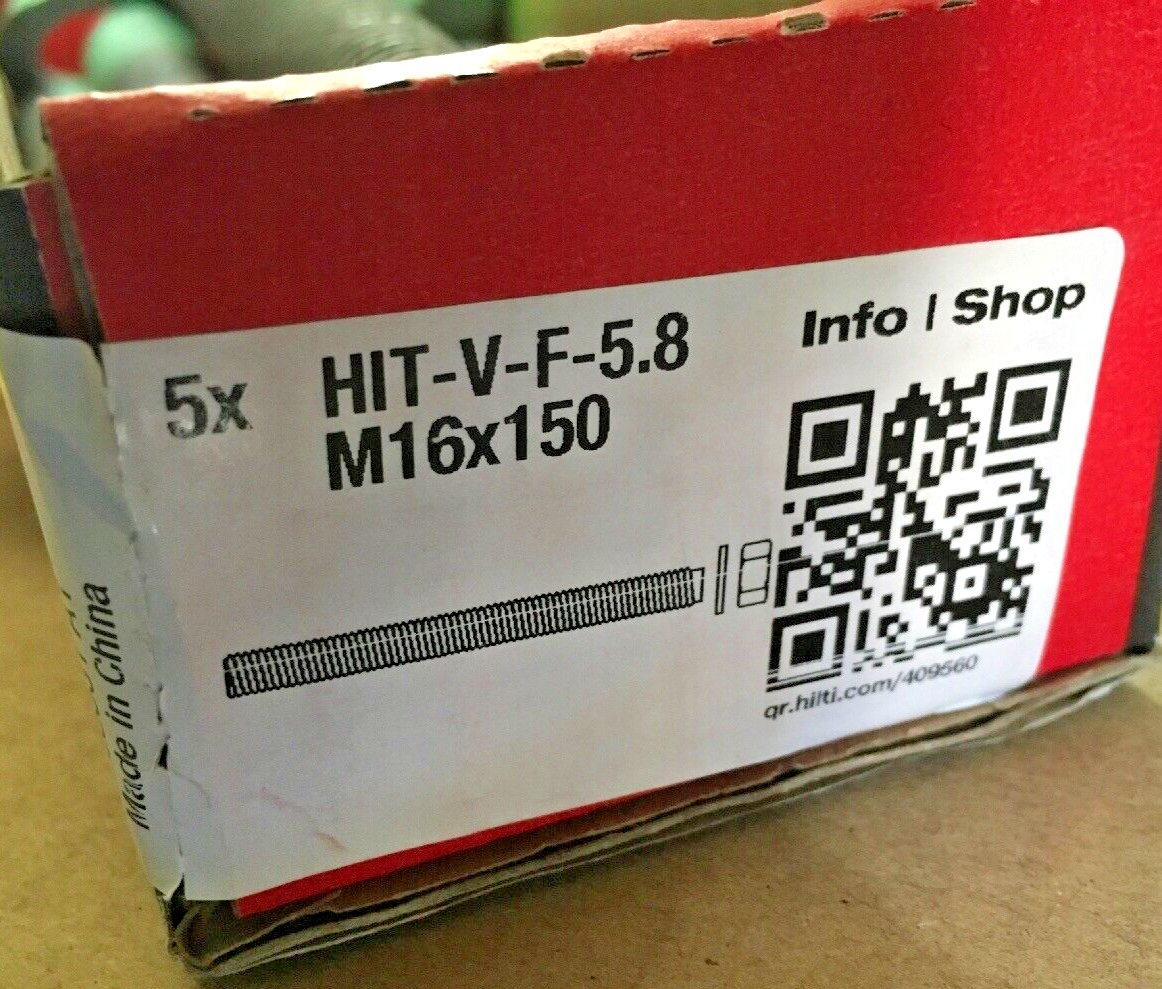 5x
HIT-V-F-5.8
M16x150
Info | Shop
qr.hilti.com/409560
Made in China